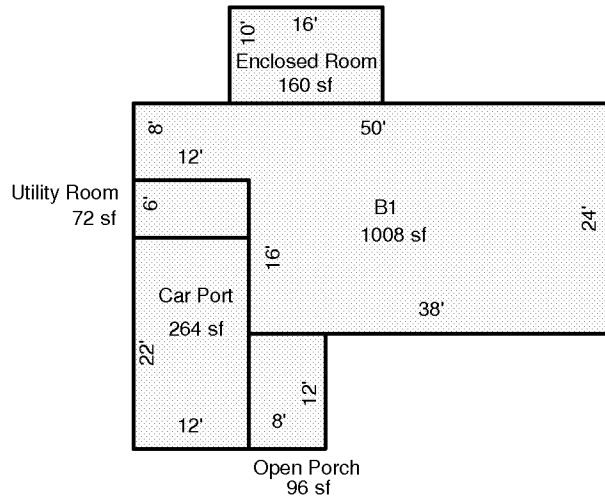 10'
16'
Enclosed Room
160 sf
8'
50'
12'
Utility Room
72 sf
6'
B1
1008 sf
24'
16'
Car Port
264 sf
38'
22'
12'
12'
8'
Open Porch
96 sf